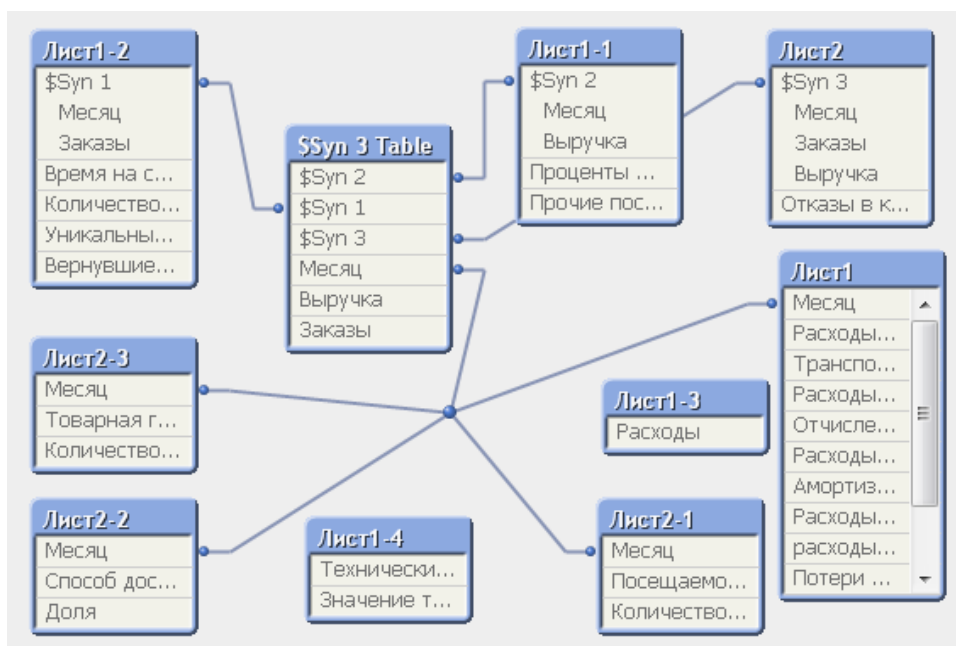 Лист1-2
$Syn 1
Месяц
Заказы
Время на с...
Количество...
Уникальны...
Вернувшие...
$Syn 3 Table
$Syn 2
$Syn 1
$Syn 3
Месяц
Выручка
Заказы
Лист1-1
$Syn 2
Месяц
Выручка
Проценты ...
Прочие пос...
Лист2
$Syn 3
Месяц
Заказы
Выручка
Отказы в к...
Лист1
Месяц
Расходы...
Транспо...
Расходы...
Отчисле...
Расходы...
Амортиз...
Расходы...
расходы...
Потери ...
Лист2-3
Месяц
Товарная г...
Количество...
Лист1-3
Расходы
Лист2-2
Месяц
Способ дос...
Доля
Лист1-4
Технически...
Значение т...
Лист2-1
Месяц
Посещаемо...
Количество...